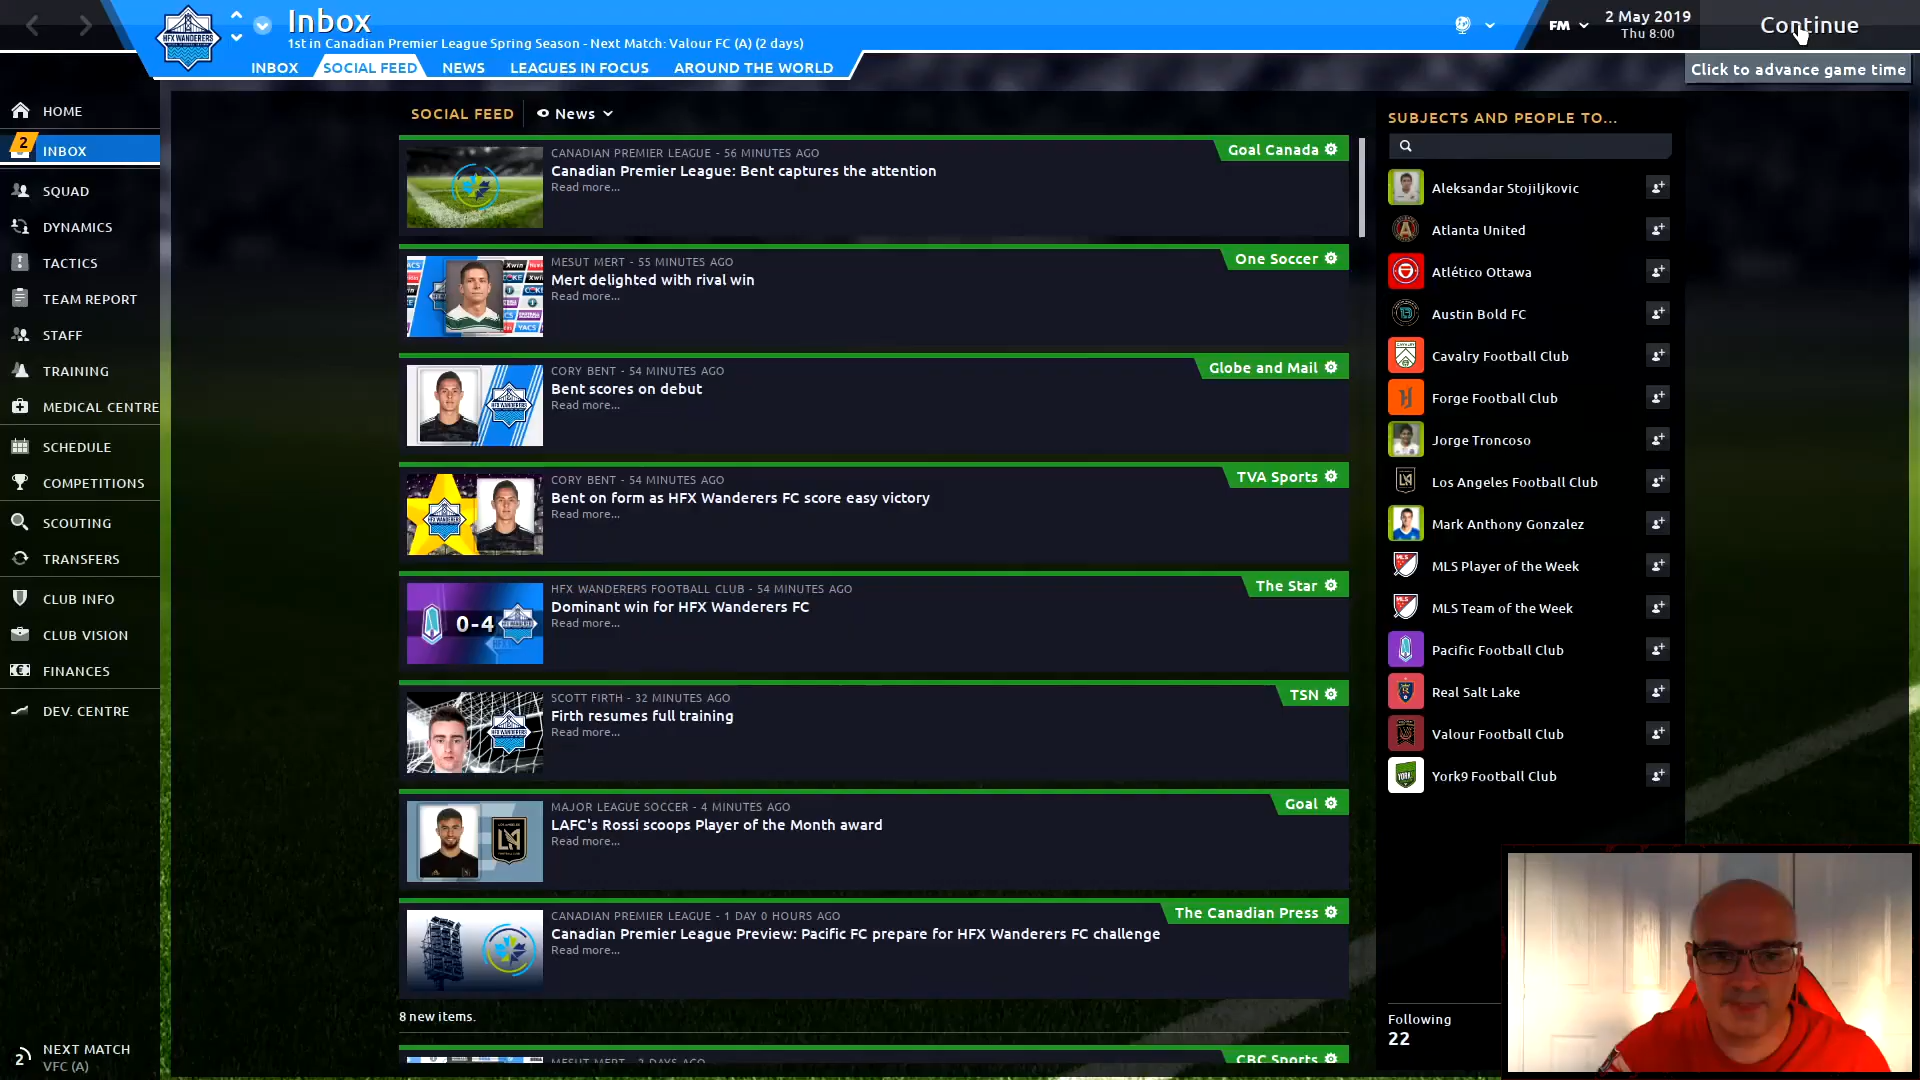 Inbox
1st in Canadian Premier League Spring Season - Next Match: Valour FC (A) (2 days)
INBOX
SOCIAL FEED
NEWS
LEAGUES IN FOCUS
AROUND THE WORLD
FM
2 May 2019
Thu 8:00
Continue
Click to advance game time
HOME
2
INBOX
SQUAD
DYNAMICS
TACTICS
TEAM REPORT
STAFF
TRAINING
MEDICAL CENTRE
SCHEDULE
COMPETITIONS
SCOUTING
TRANSFERS
CLUB INFO
CLUB VISION
FINANCES
DEV. CENTRE
2
NEXT MATCH
VFC (A)
SOCIAL FEED
News
CANADIAN PREMIER LEAGUE - 56 MINUTES AGO
Canadian Premier League: Bent captures the attention
Read more...
Goal Canada
MESUT MERT - 55 MINUTES AGO
Mert delighted with rival win
Read more...
One Soccer
CORY BENT - 54 MINUTES AGO
Bent scores on debut
Read more...
Globe and Mail
CORY BENT - 54 MINUTES AGO
Bent on form as HFX Wanderers FC score easy victory
Read more...
TVA Sports
0-4
HFX WANDERERS FOOTBALL CLUB - 54 MINUTES AGO
Dominant win for HFX Wanderers FC
Read more...
The Star
SCOTT FIRTH - 32 MINUTES AGO
Firth resumes full training
Read more...
TSN
MAJOR LEAGUE SOCCER - 4 MINUTES AGO
LAFC's Rossi scoops Player of the Month award
Read more...
Goal
CANADIAN PREMIER LEAGUE - 1 DAY 0 HOURS AGO
Canadian Premier League Preview: Pacific FC prepare for HFX Wanderers FC challenge
Read more...
The Canadian Press
8 new items.
MESUT MERT - 2 DAYS AGO
CBC Sports
SUBJECTS AND PEOPLE TO...
Aleksandar Stojiljkovic
Atlanta United
Atlético Ottawa
Austin Bold FC
Cavalry Football Club
Forge Football Club
Jorge Troncoso
Los Angeles Football Club
Mark Anthony Gonzalez
MLS Player of the Week
MLS Team of the Week
Pacific Football Club
Real Salt Lake
Valour Football Club
York9 Football Club
Following
22